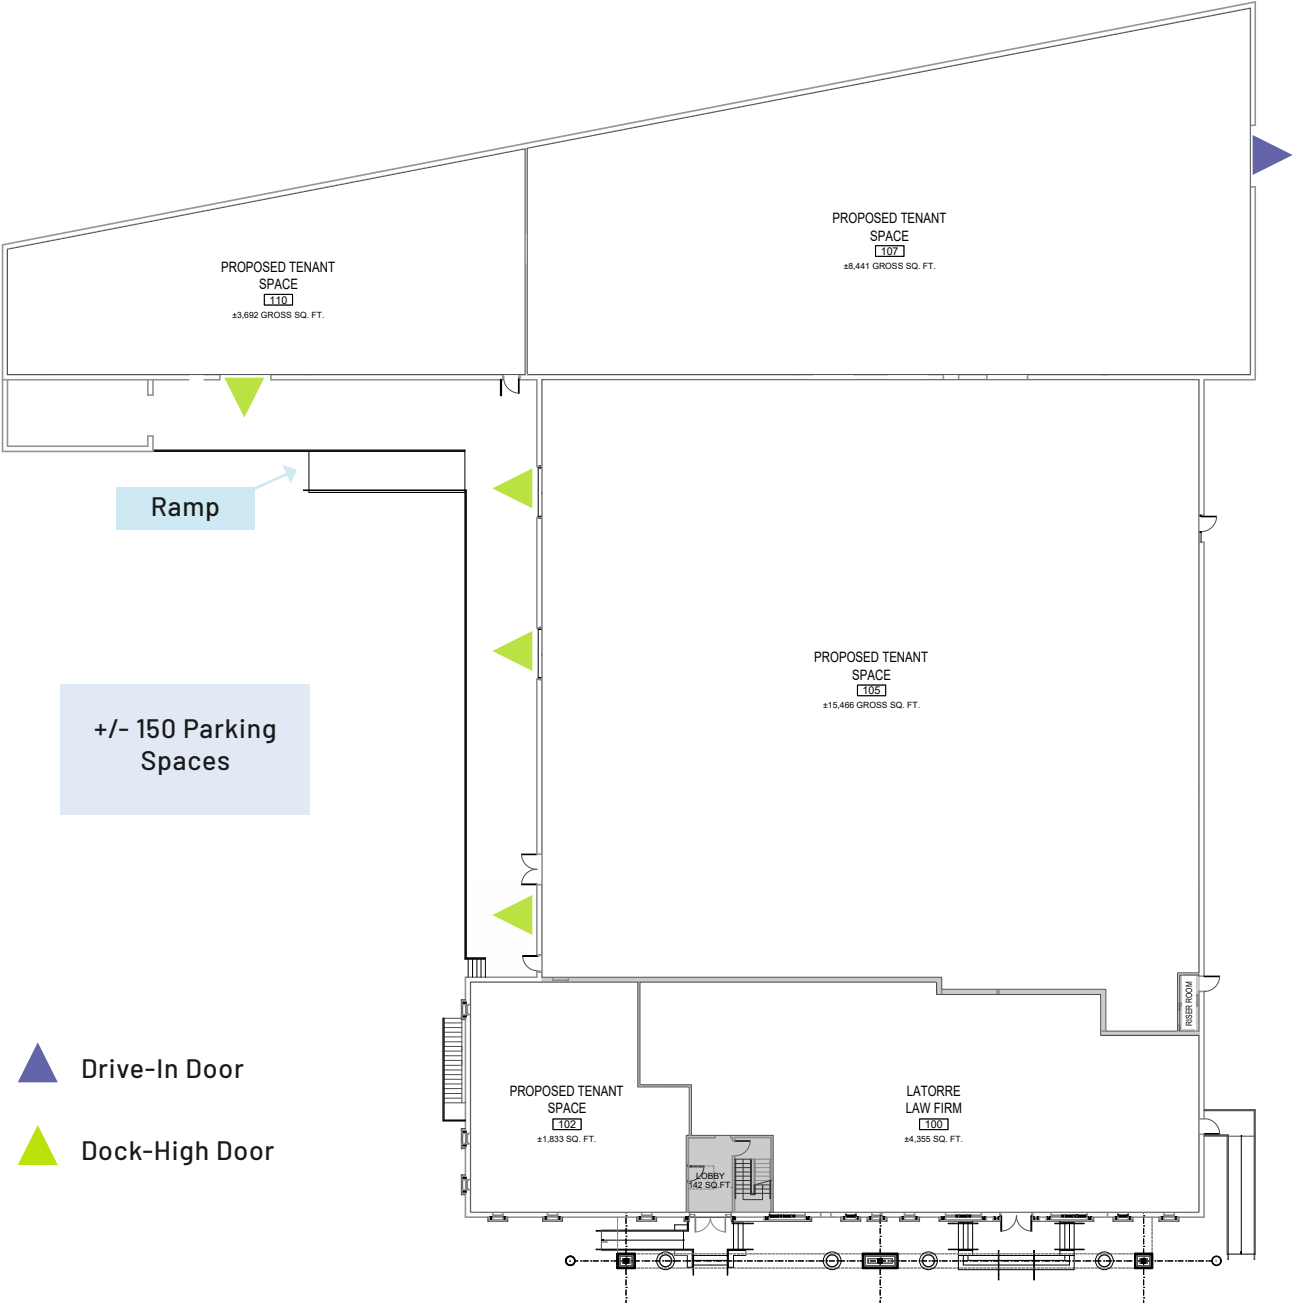 PROPOSED TENANT
SPACE
107
±8,441 GROSS SQ. FT.
PROPOSED TENANT
SPACE
110
±3,692 GROSS SQ. FT.
Ramp
PROPOSED TENANT
SPACE
105
±15,466 GROSS SQ. FT.
+/- 150 Parking
Spaces
RISER ROOM
Drive-In Door
Dock-High Door
PROPOSED TENANT
SPACE
102
±1,833 SQ. FT.
LATORRE
LAW FIRM
100
±4,355 SQ. FT.
LOBBY
142 SQ.FT.